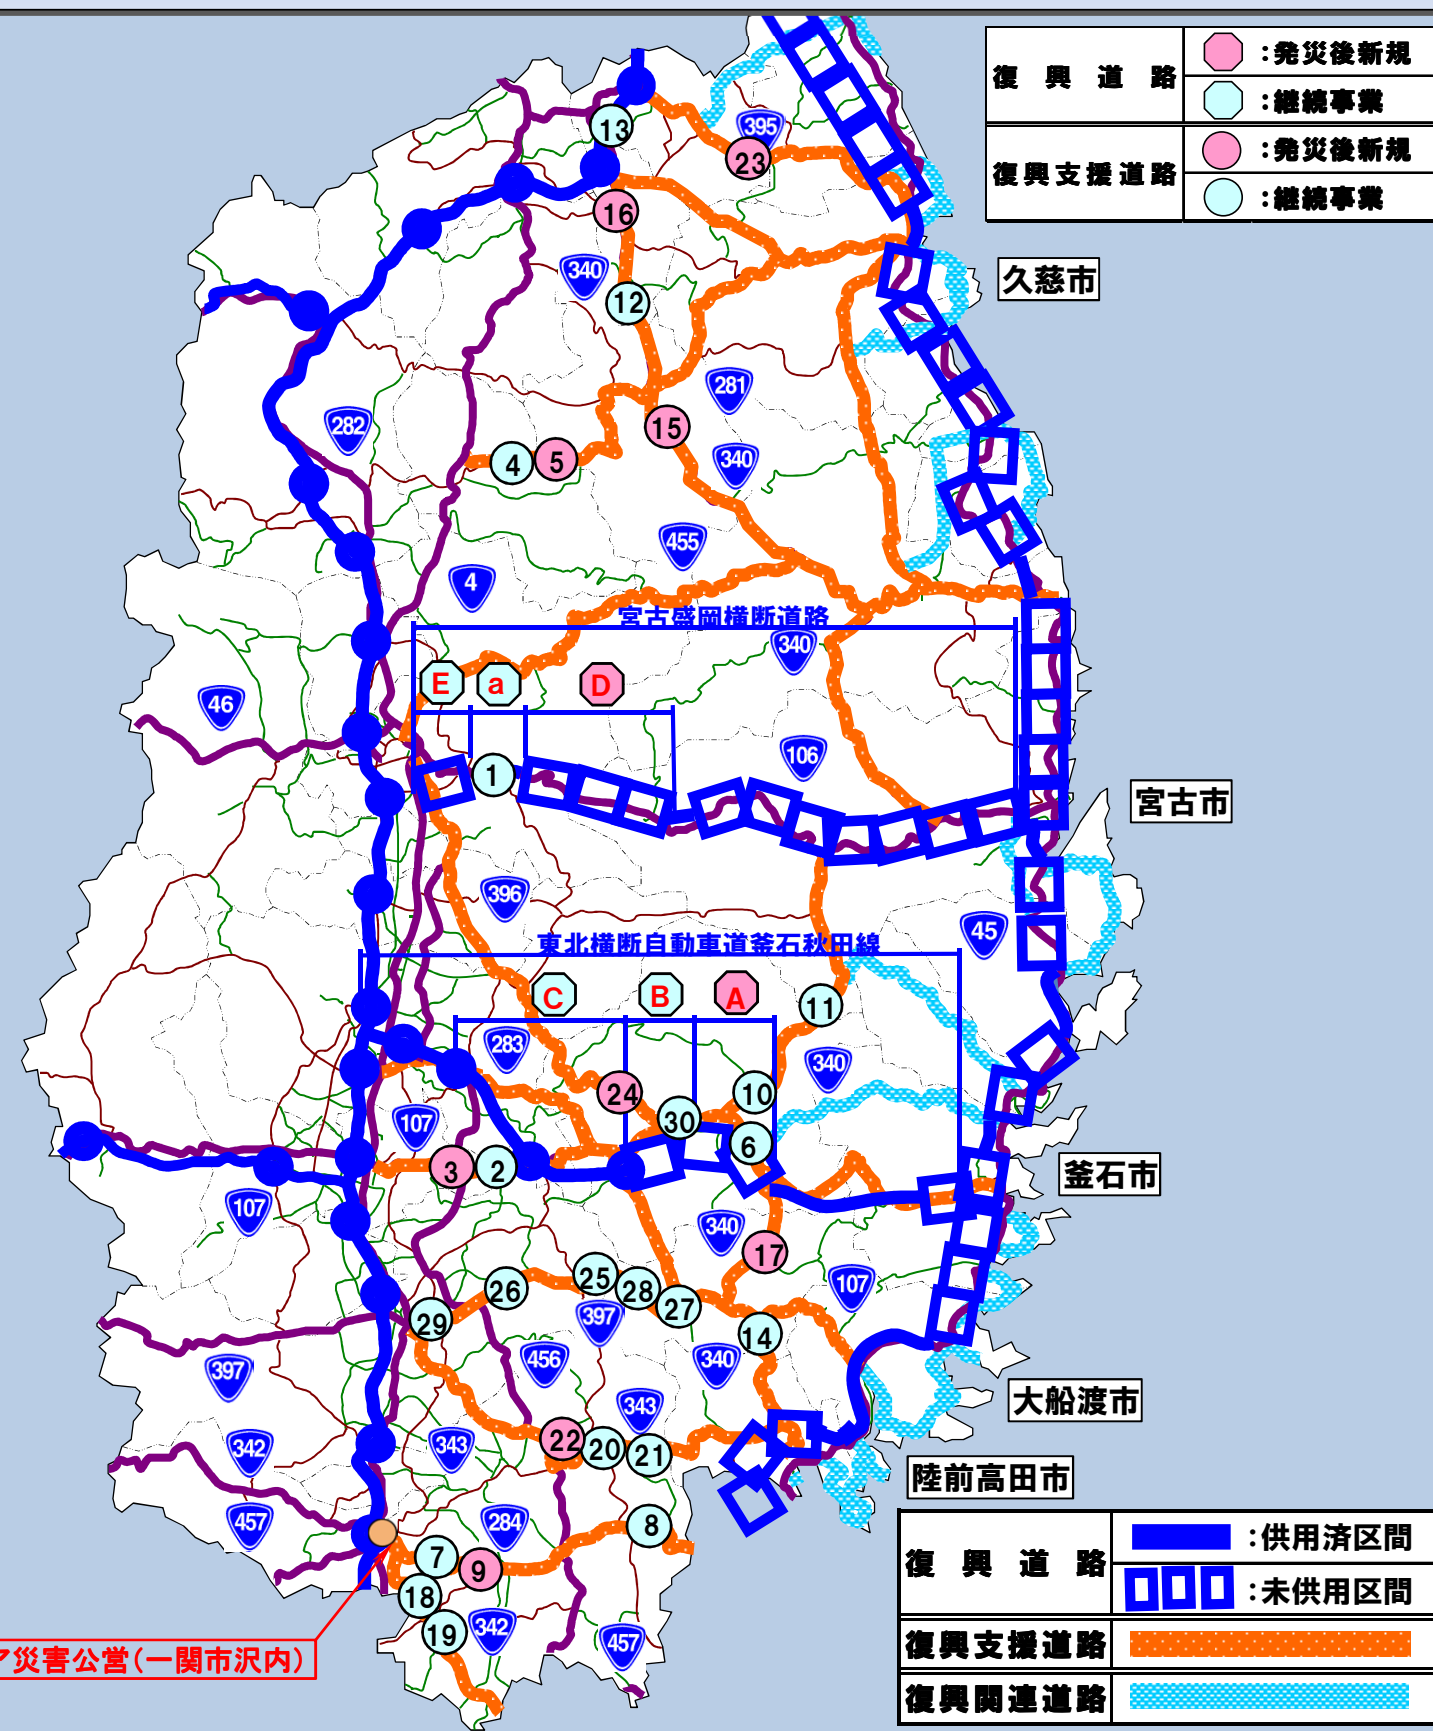 復興道路
:発災後新規
:継続事業
復興支援道路
:発災後新規
:継続事業
13
395
23
16
340
久慈市
12
281
282
15
340
4
5
455
4
宮古盛岡横断道路
340
E
a
D
46
106
1
宮古市
396
45
東北横断自動車道釜石秋田線
C
B
A
11
283
340
24
10
30
107
6
3
2
釜石市
107
340
17
26
25
28
27
107
29
397
14
456
340
397
343
大船渡市
342
343
22
20
21
陸前高田市
457
284
8
7
9
18
342
19
457
ア災害公営(一関市沢内)
復興道路
:供用済区間
:未供用区間
復興支援道路
復興関連道路